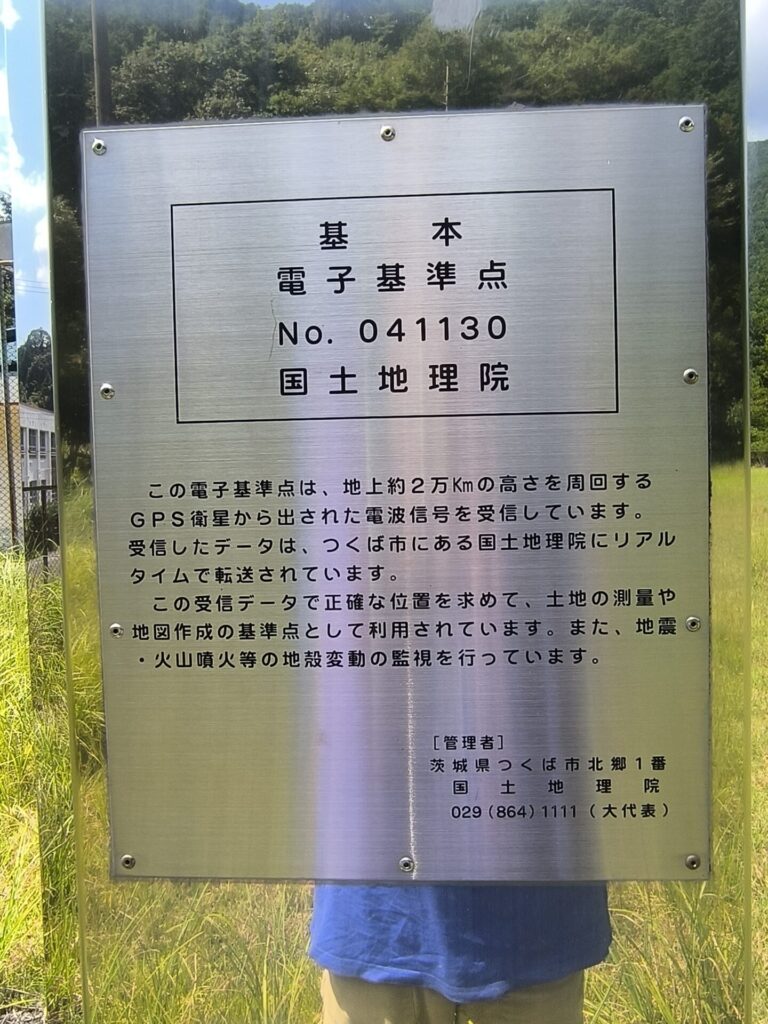 基本
電子基準点
No. 041130
国土地理院
この電子基準点は、地上約2万Kmの高さを周回する
GPS衛星から出された電波信号を受信しています。
受信したデータは、つくば市にある国土地理院にリアル
タイムで転送されています。
この受信データで正確な位置を求めて、土地の測量や
地図作成の基準点として利用されています。また、地震
・火山噴火等の地殻変動の監視を行っています。
[管理者]
茨城県つくば市北郷1番
国土地理院
029(864)1111(大代表)